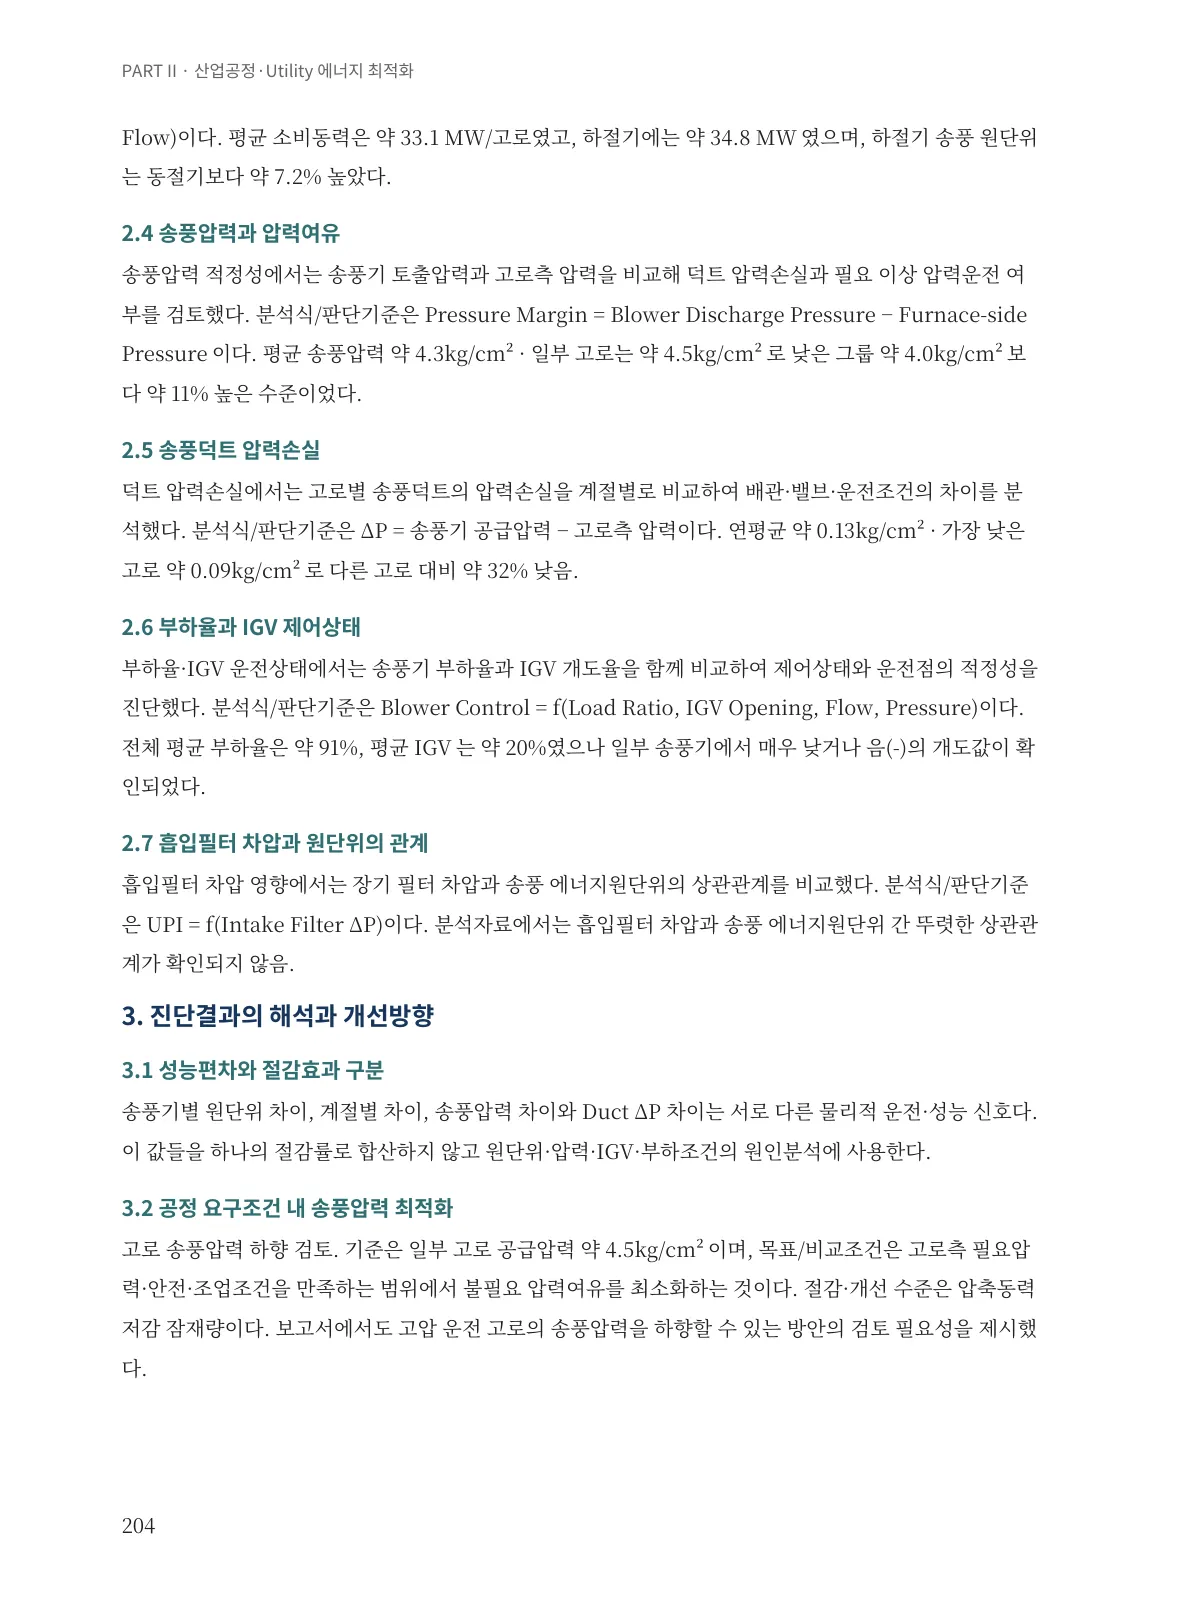 PART II · 산업공정·Utility 에너지 최적화
Flow)이다. 평균 소비동력은 약 33.1 MW/고로였고, 하절기에는 약 34.8 MW 였으며, 하절기 송풍 원단위
는 동절기보다 약 7.2% 높았다.
2.4 송풍압력과 압력여유
송풍압력 적정성에서는 송풍기 토출압력과 고로측 압력을 비교해 덕트 압력손실과 필요 이상 압력운전 여
부를 검토했다. 분석식/판단기준은 Pressure Margin = Blower Discharge Pressure − Furnace-side
Pressure 이다. 평균 송풍압력 약 4.3kg/cm² · 일부 고로는 약 4.5kg/cm² 로 낮은 그룹 약 4.0kg/cm² 보
다 약 11% 높은 수준이었다.
2.5 송풍덕트 압력손실
덕트 압력손실에서는 고로별 송풍덕트의 압력손실을 계절별로 비교하여 배관·밸브·운전조건의 차이를 분
석했다. 분석식/판단기준은 ΔP = 송풍기 공급압력 − 고로측 압력이다. 연평균 약 0.13kg/cm² · 가장 낮은
고로 약 0.09kg/cm² 로 다른 고로 대비 약 32% 낮음.
2.6 부하율과 IGV 제어상태
부하율·IGV 운전상태에서는 송풍기 부하율과 IGV 개도율을 함께 비교하여 제어상태와 운전점의 적정성을
진단했다. 분석식/판단기준은 Blower Control = f(Load Ratio, IGV Opening, Flow, Pressure)이다.
전체 평균 부하율은 약 91%, 평균 IGV 는 약 20%였으나 일부 송풍기에서 매우 낮거나 음(-)의 개도값이 확
인되었다.
2.7 흡입필터 차압과 원단위의 관계
흡입필터 차압 영향에서는 장기 필터 차압과 송풍 에너지원단위의 상관관계를 비교했다. 분석식/판단기준
은 UPI = f(Intake Filter ΔP)이다. 분석자료에서는 흡입필터 차압과 송풍 에너지원단위 간 뚜렷한 상관관
계가 확인되지 않음.
3. 진단결과의 해석과 개선방향
3.1 성능편차와 절감효과 구분
송풍기별 원단위 차이, 계절별 차이, 송풍압력 차이와 Duct ΔP 차이는 서로 다른 물리적 운전·성능 신호다.
이 값들을 하나의 절감률로 합산하지 않고 원단위·압력·IGV·부하조건의 원인분석에 사용한다.
3.2 공정 요구조건 내 송풍압력 최적화
고로 송풍압력 하향 검토. 기준은 일부 고로 공급압력 약 4.5kg/cm² 이며, 목표/비교조건은 고로측 필요압
력·안전·조업조건을 만족하는 범위에서 불필요 압력여유를 최소화하는 것이다. 절감·개선 수준은 압축동력
저감 잠재량이다. 보고서에서도 고압 운전 고로의 송풍압력을 하향할 수 있는 방안의 검토 필요성을 제시했
다.
204